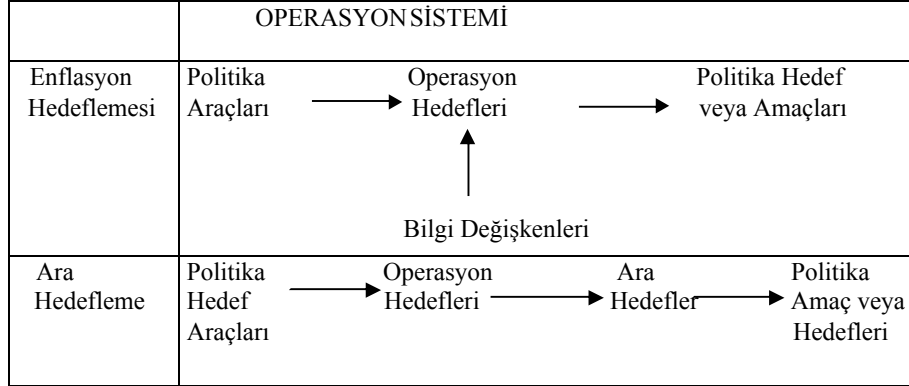 OPERASYON SİSTEMİ
Enflasyon Hedeflemesi
Politika Araçları
Operasyon Hedefleri
Politika Hedef veya Amaçları
Bilgi Değişkenleri
Ara Hedefleme
Politika Hedef Araçları
Operasyon Hedefleri
Ara Hedefler
Politika Amaç veya Hedefleri